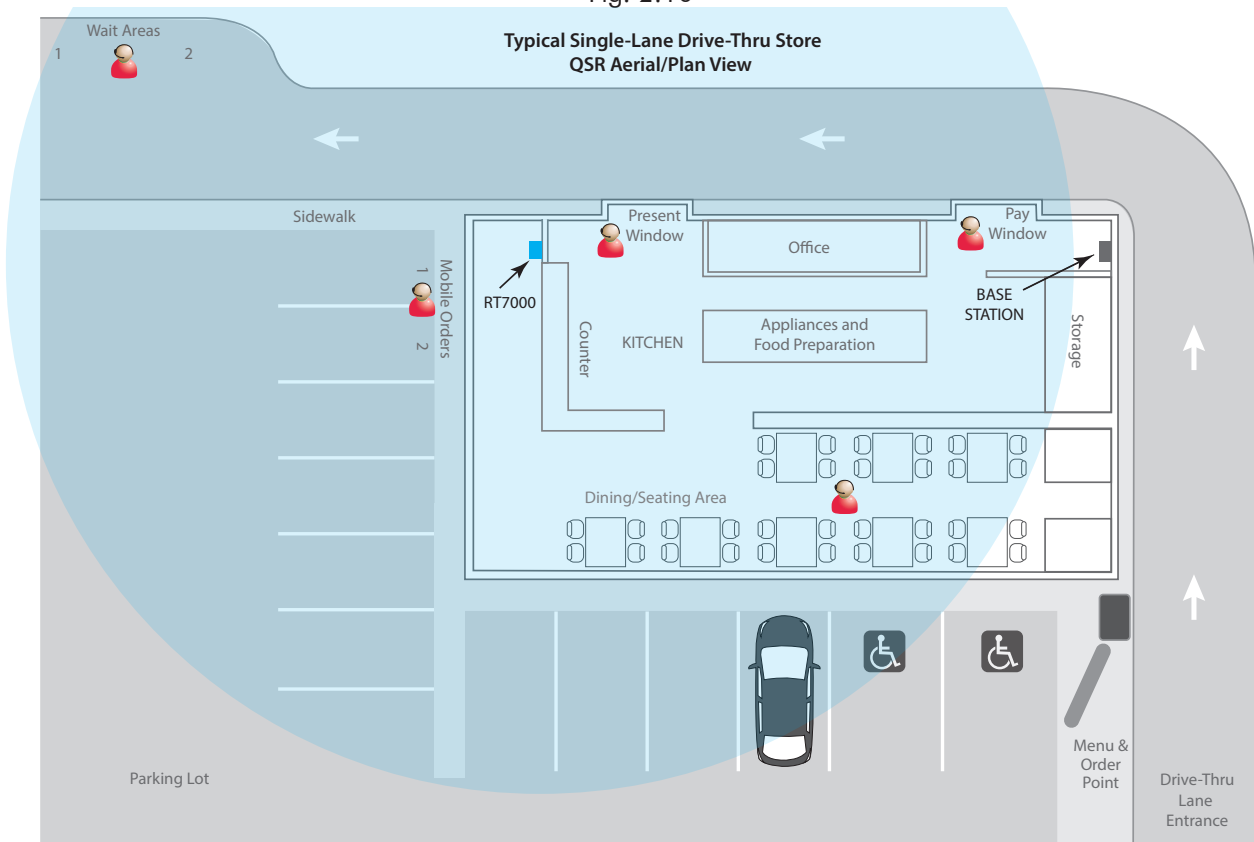 Wait Areas
1
2
Typical Single-Lane Drive-Thru Store
QSR Aerial/Plan View
Sidewalk
Present
Window
Office
Pay
Window
RT7000
BASE
STATION
1
Mobile Orders
2
Counter
KITCHEN
Appliances and
Food Preparation
Storage
Dining/Seating Area
Parking Lot
Menu &
Order
Point
Drive-Thru
Lane
Entrance